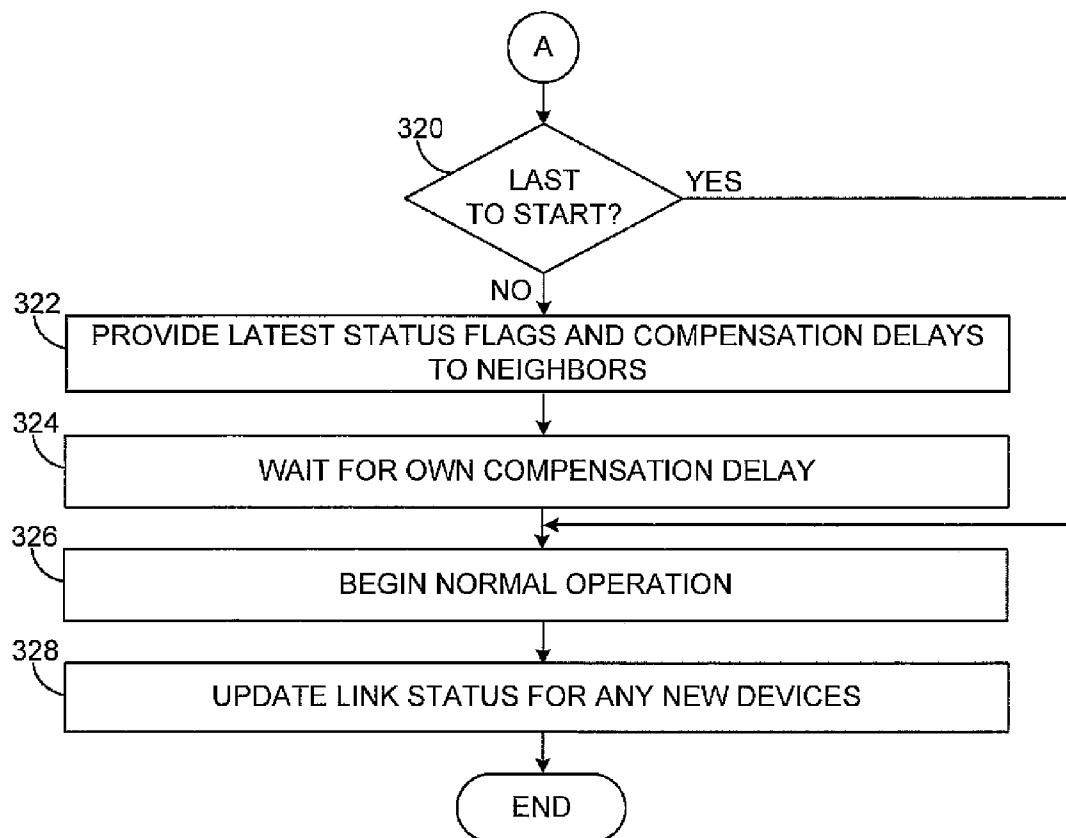 A
320
LAST
TO START?
YES
NO
322
PROVIDE LATEST STATUS FLAGS AND COMPENSATION DELAYS
TO NEIGHBORS
324
WAIT FOR OWN COMPENSATION DELAY
326
BEGIN NORMAL OPERATION
328
UPDATE LINK STATUS FOR ANY NEW DEVICES
END